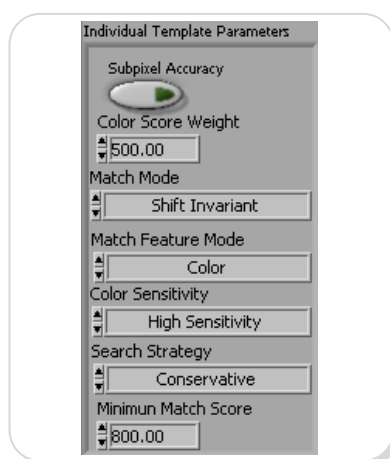 Individual Template Parameters
Subpixel Accuracy
Color Score Weight
500.00
Match Mode
Shift Invariant
Match Feature Mode
Color
Color Sensitivity
High Sensitivity
Search Strategy
Conservative
Minimun Match Score
800.00